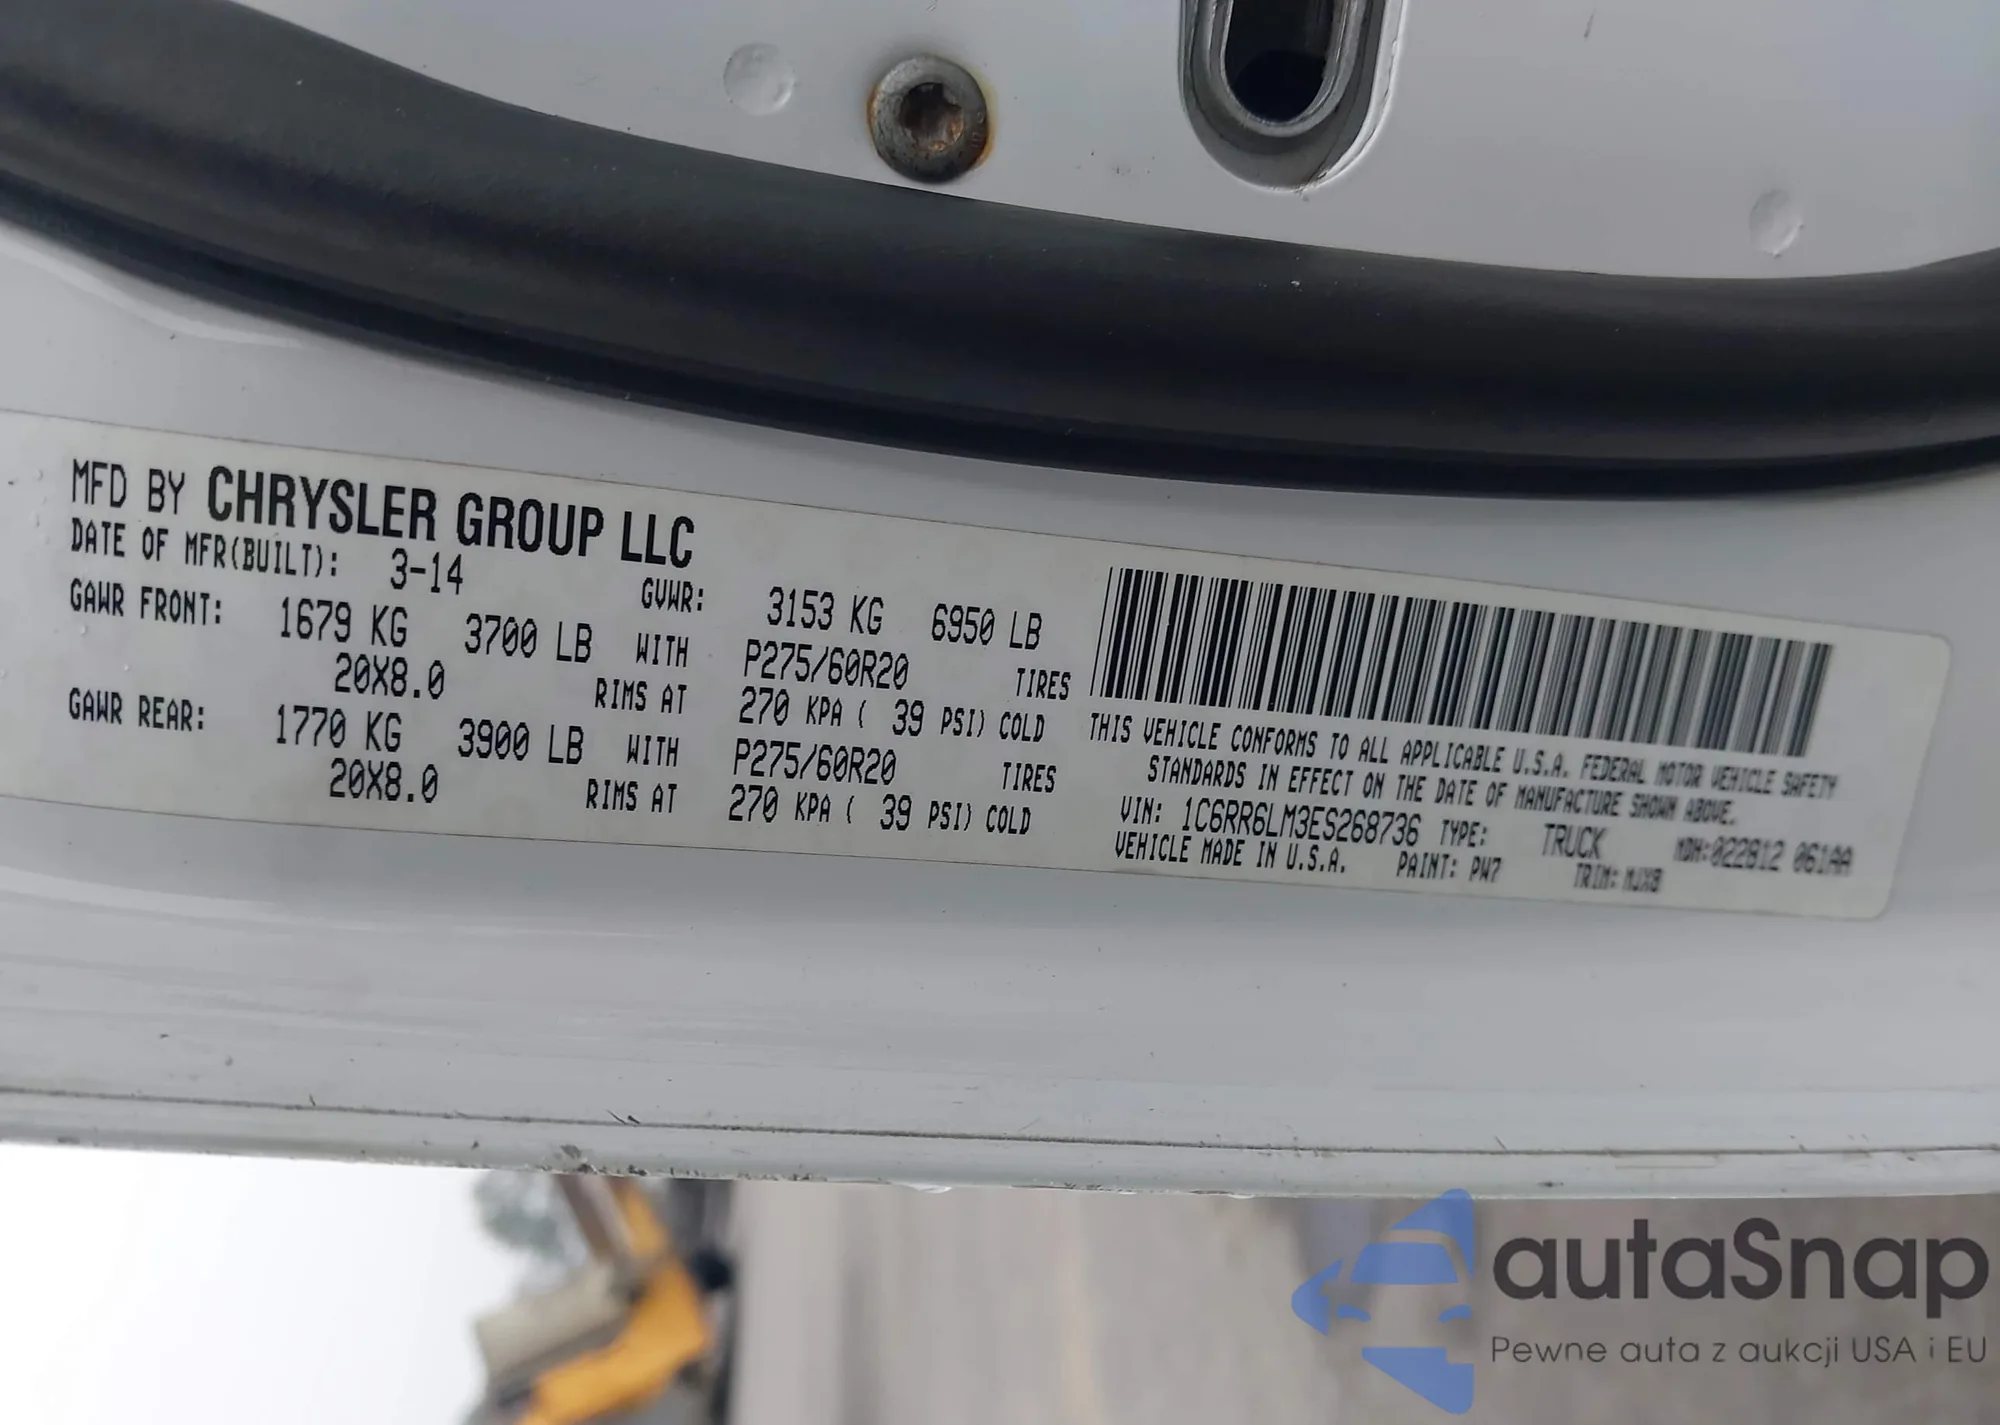 MFD BY CHRYSLER GROUP LLC
DATE OF MFR(BUILT): 3-14 GVWR: 3153 KG 6950 LB
GAWR FRONT: 1679 KG 3700 LB WITH P275/60R20 TIRES
20X8.0 RIMS AT 270 KPA ( 39 PSI) COLD
GAWR REAR: 1770 KG 3900 LB WITH P275/60R20 TIRES
20X8.0 RIMS AT 270 KPA ( 39 PSI) COLD
THIS VEHICLE CONFORMS TO ALL APPLICABLE U.S.A. FEDERAL MOTOR VEHICLE SAFETY
STANDARDS IN EFFECT ON THE DATE OF MANUFACTURE SHOWN ABOVE.
VIN: 1C6RR6LM3ES268736 TYPE: TRUCK MDH:022812 061AA
VEHICLE MADE IN U.S.A. PAINT: PW7 TRIM: MJX8
autaSnap
Pewne auta z aukcji USA i EU